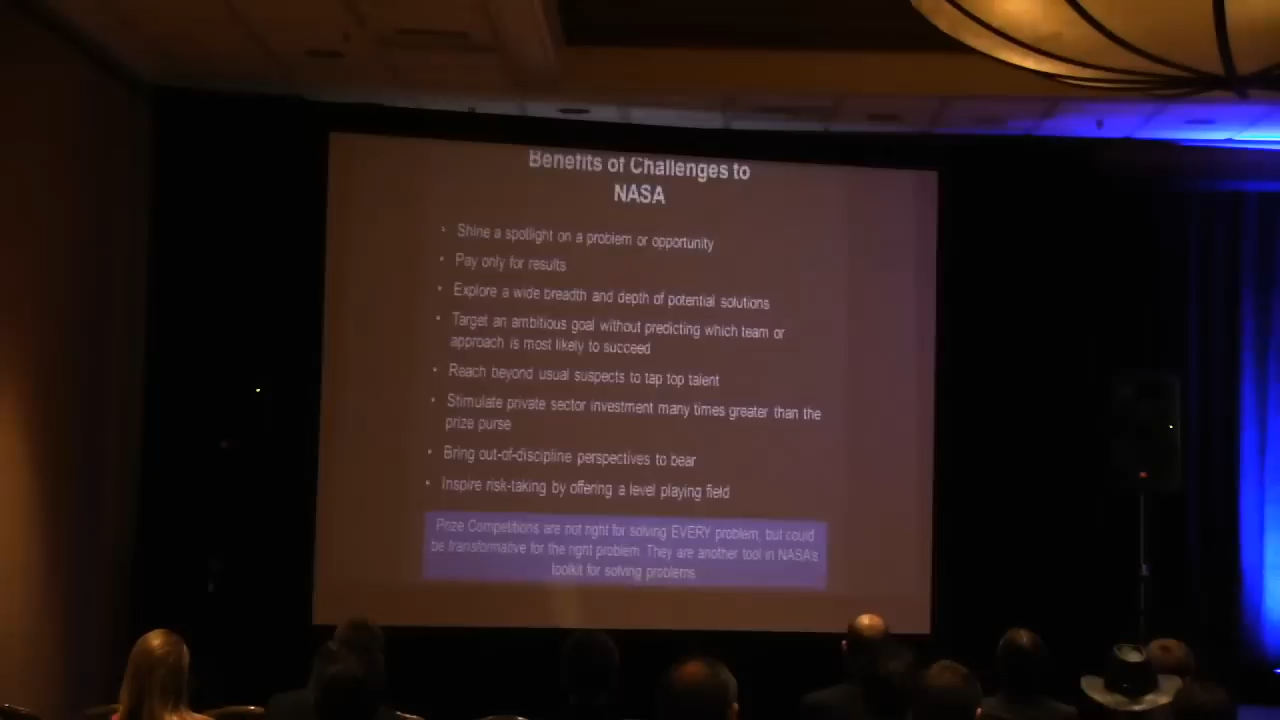 Benefits of Challenges to
NASA
• Shine a spotlight on a problem or opportunity
• Pay only for results
• Explore a wide breadth and depth of potential solutions
• Target an ambitious goal without predicting which team or
approach is most likely to succeed
• Reach beyond usual suspects to tap top talent
• Stimulate private sector investment many times greater than the
prize purse
• Bring out-of-discipline perspectives to bear
• Inspire risk-taking by offering a level playing field
Prize Competitions are not right for solving EVERY problem, but could
be transformative for the right problem. They are another tool in NASA's
toolkit for solving problems